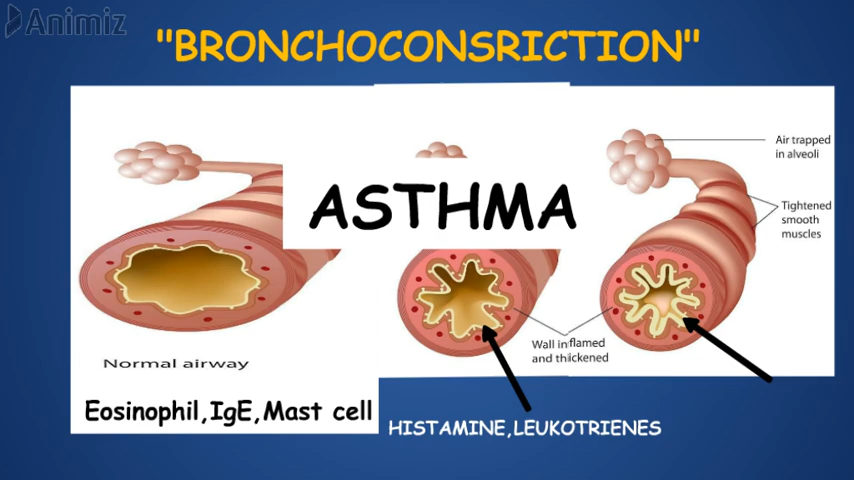 Animiz
"BRONCHOCONSRICTION"
Air trapped
in alveoli
ASTHMA
Tightened
smooth
muscles
Wall inflamed
and thickened
Normal airway
Eosinophil,IgE,Mast cell
HISTAMINE,LEUKOTRIENES